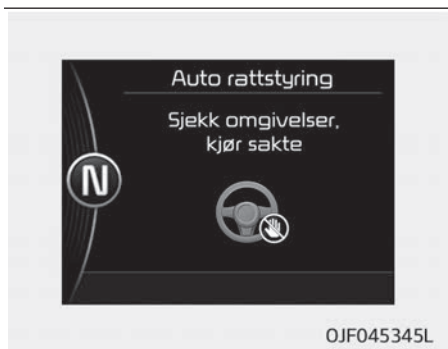 Auto rattstyring
Sjekk omgivelser,
kjør sakte
N
OJF045345L